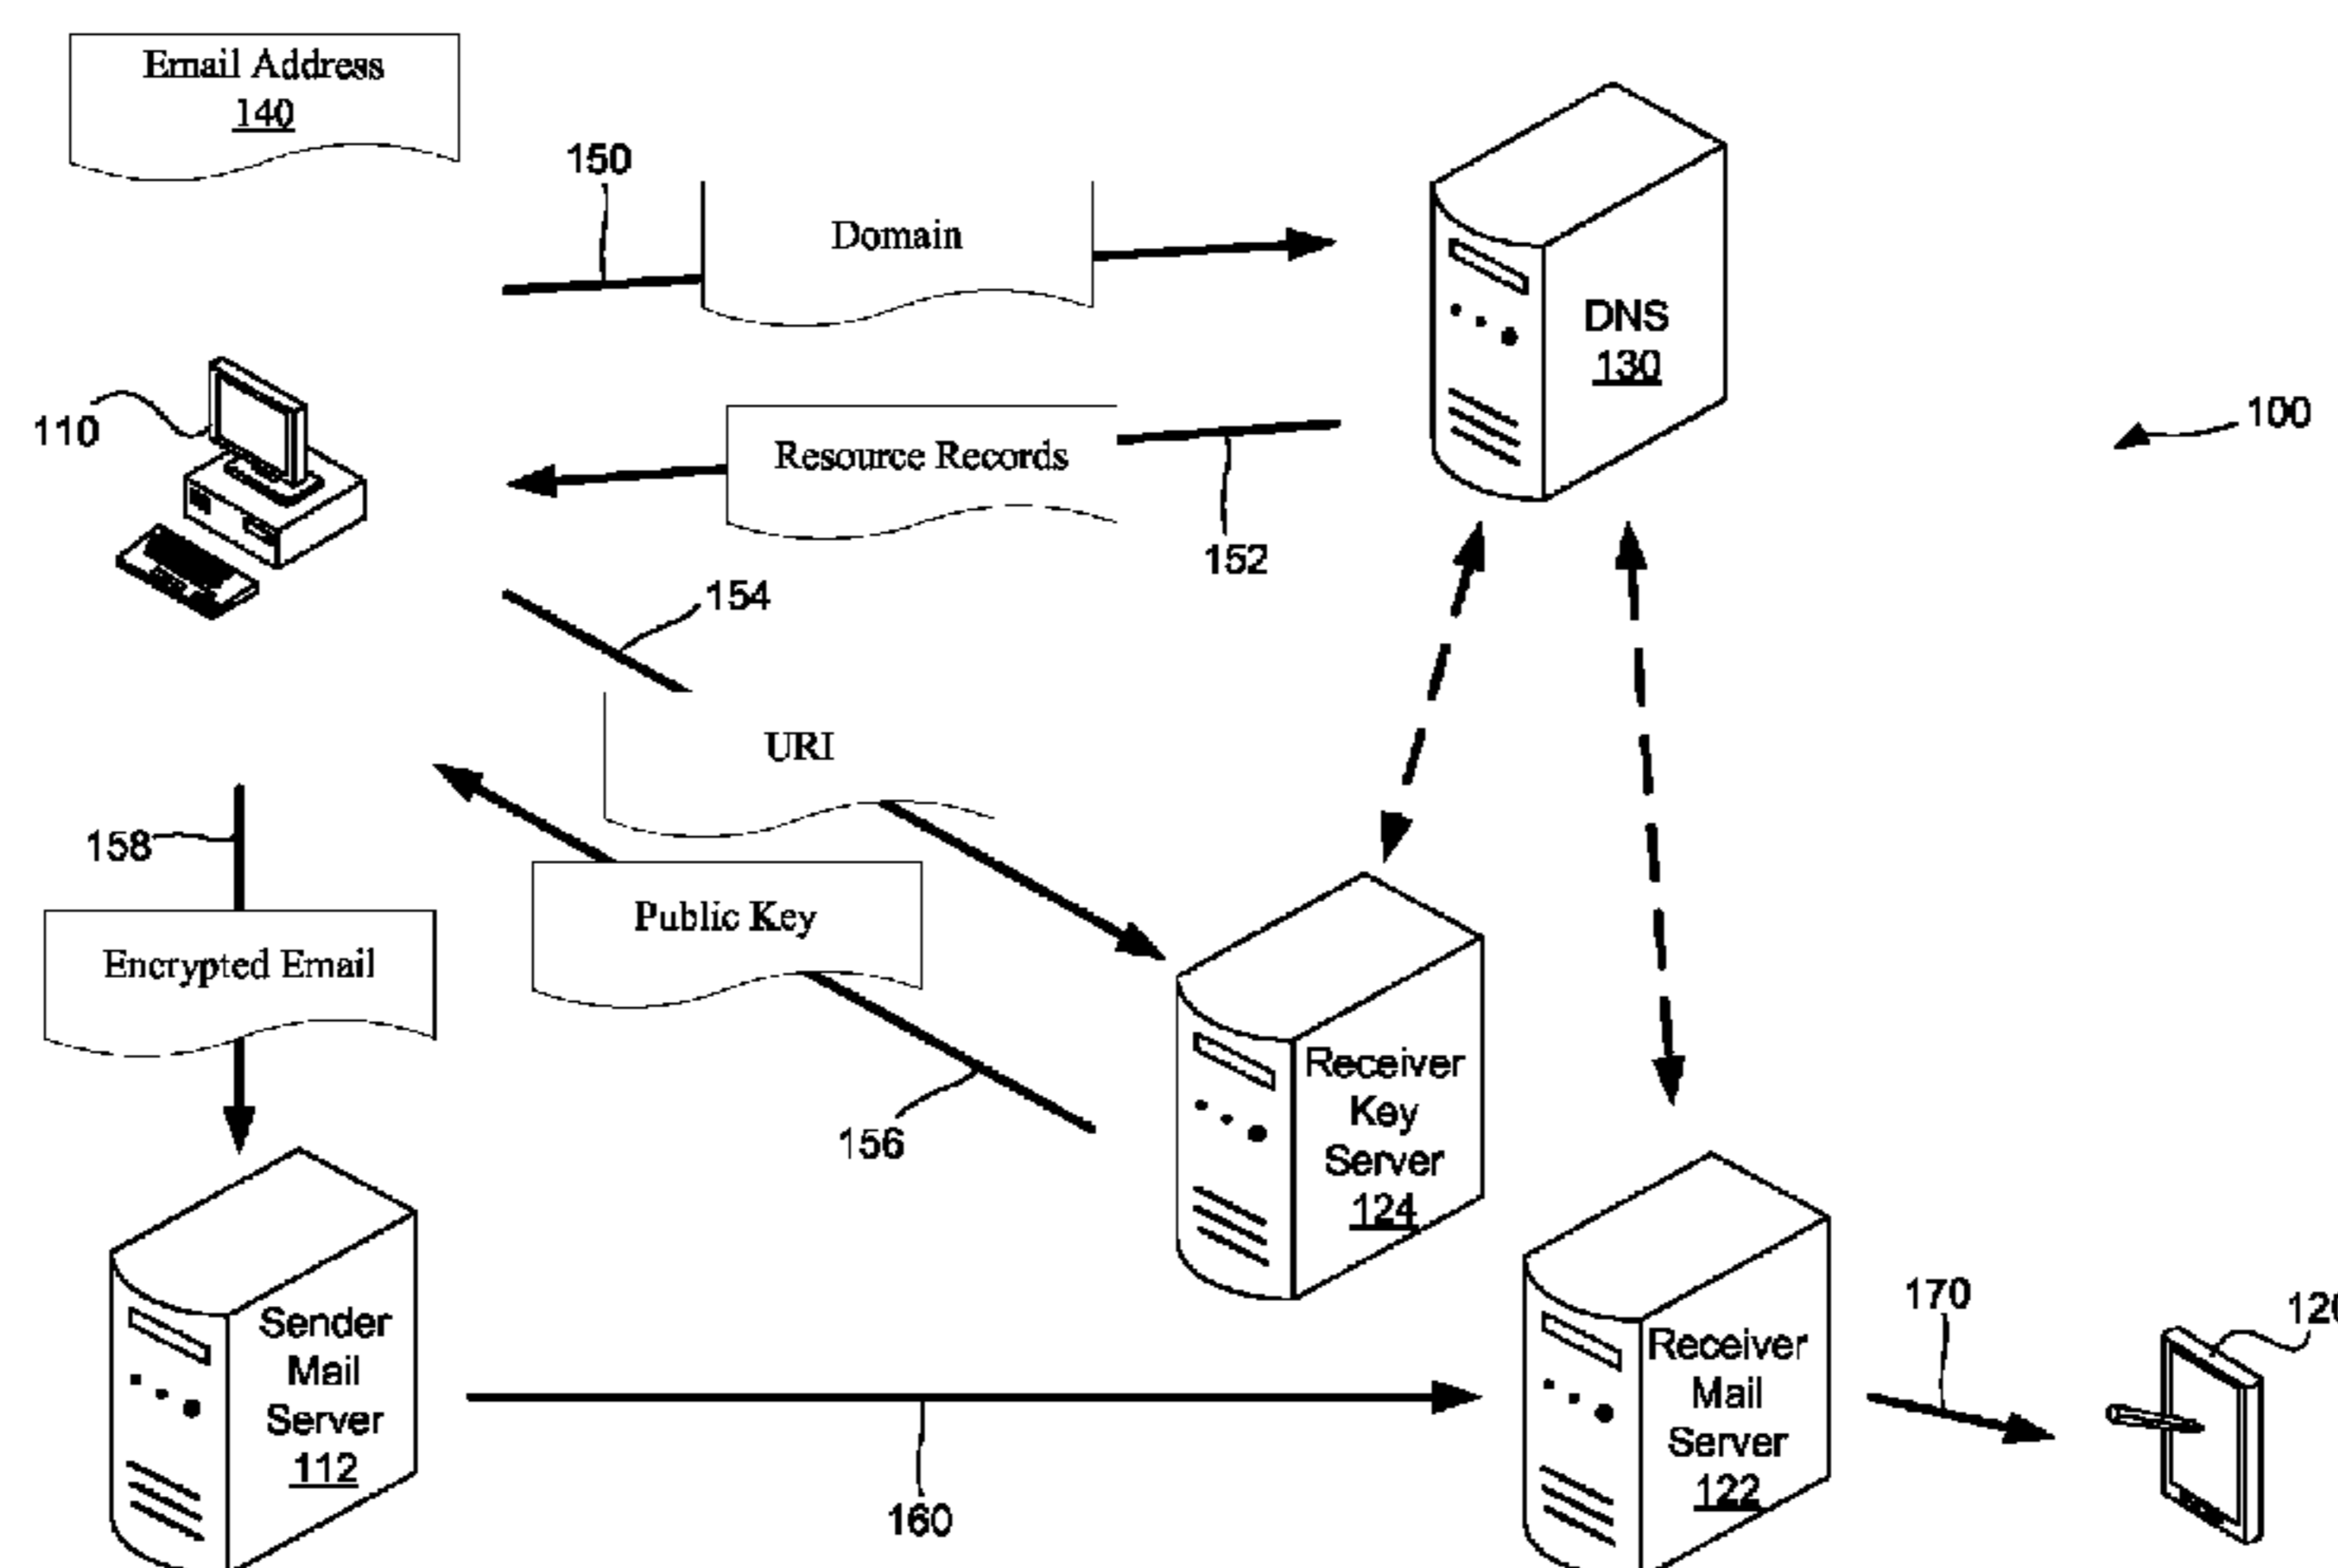 Email Address
140
150
Domain
DNS
130
100
110
Resource Records
152
154
URI
158
Public Key
Encrypted Email
156
Receiver
Key
Server
124
Sender
Mail
Server
112
160
Receiver
Mail
Server
122
170